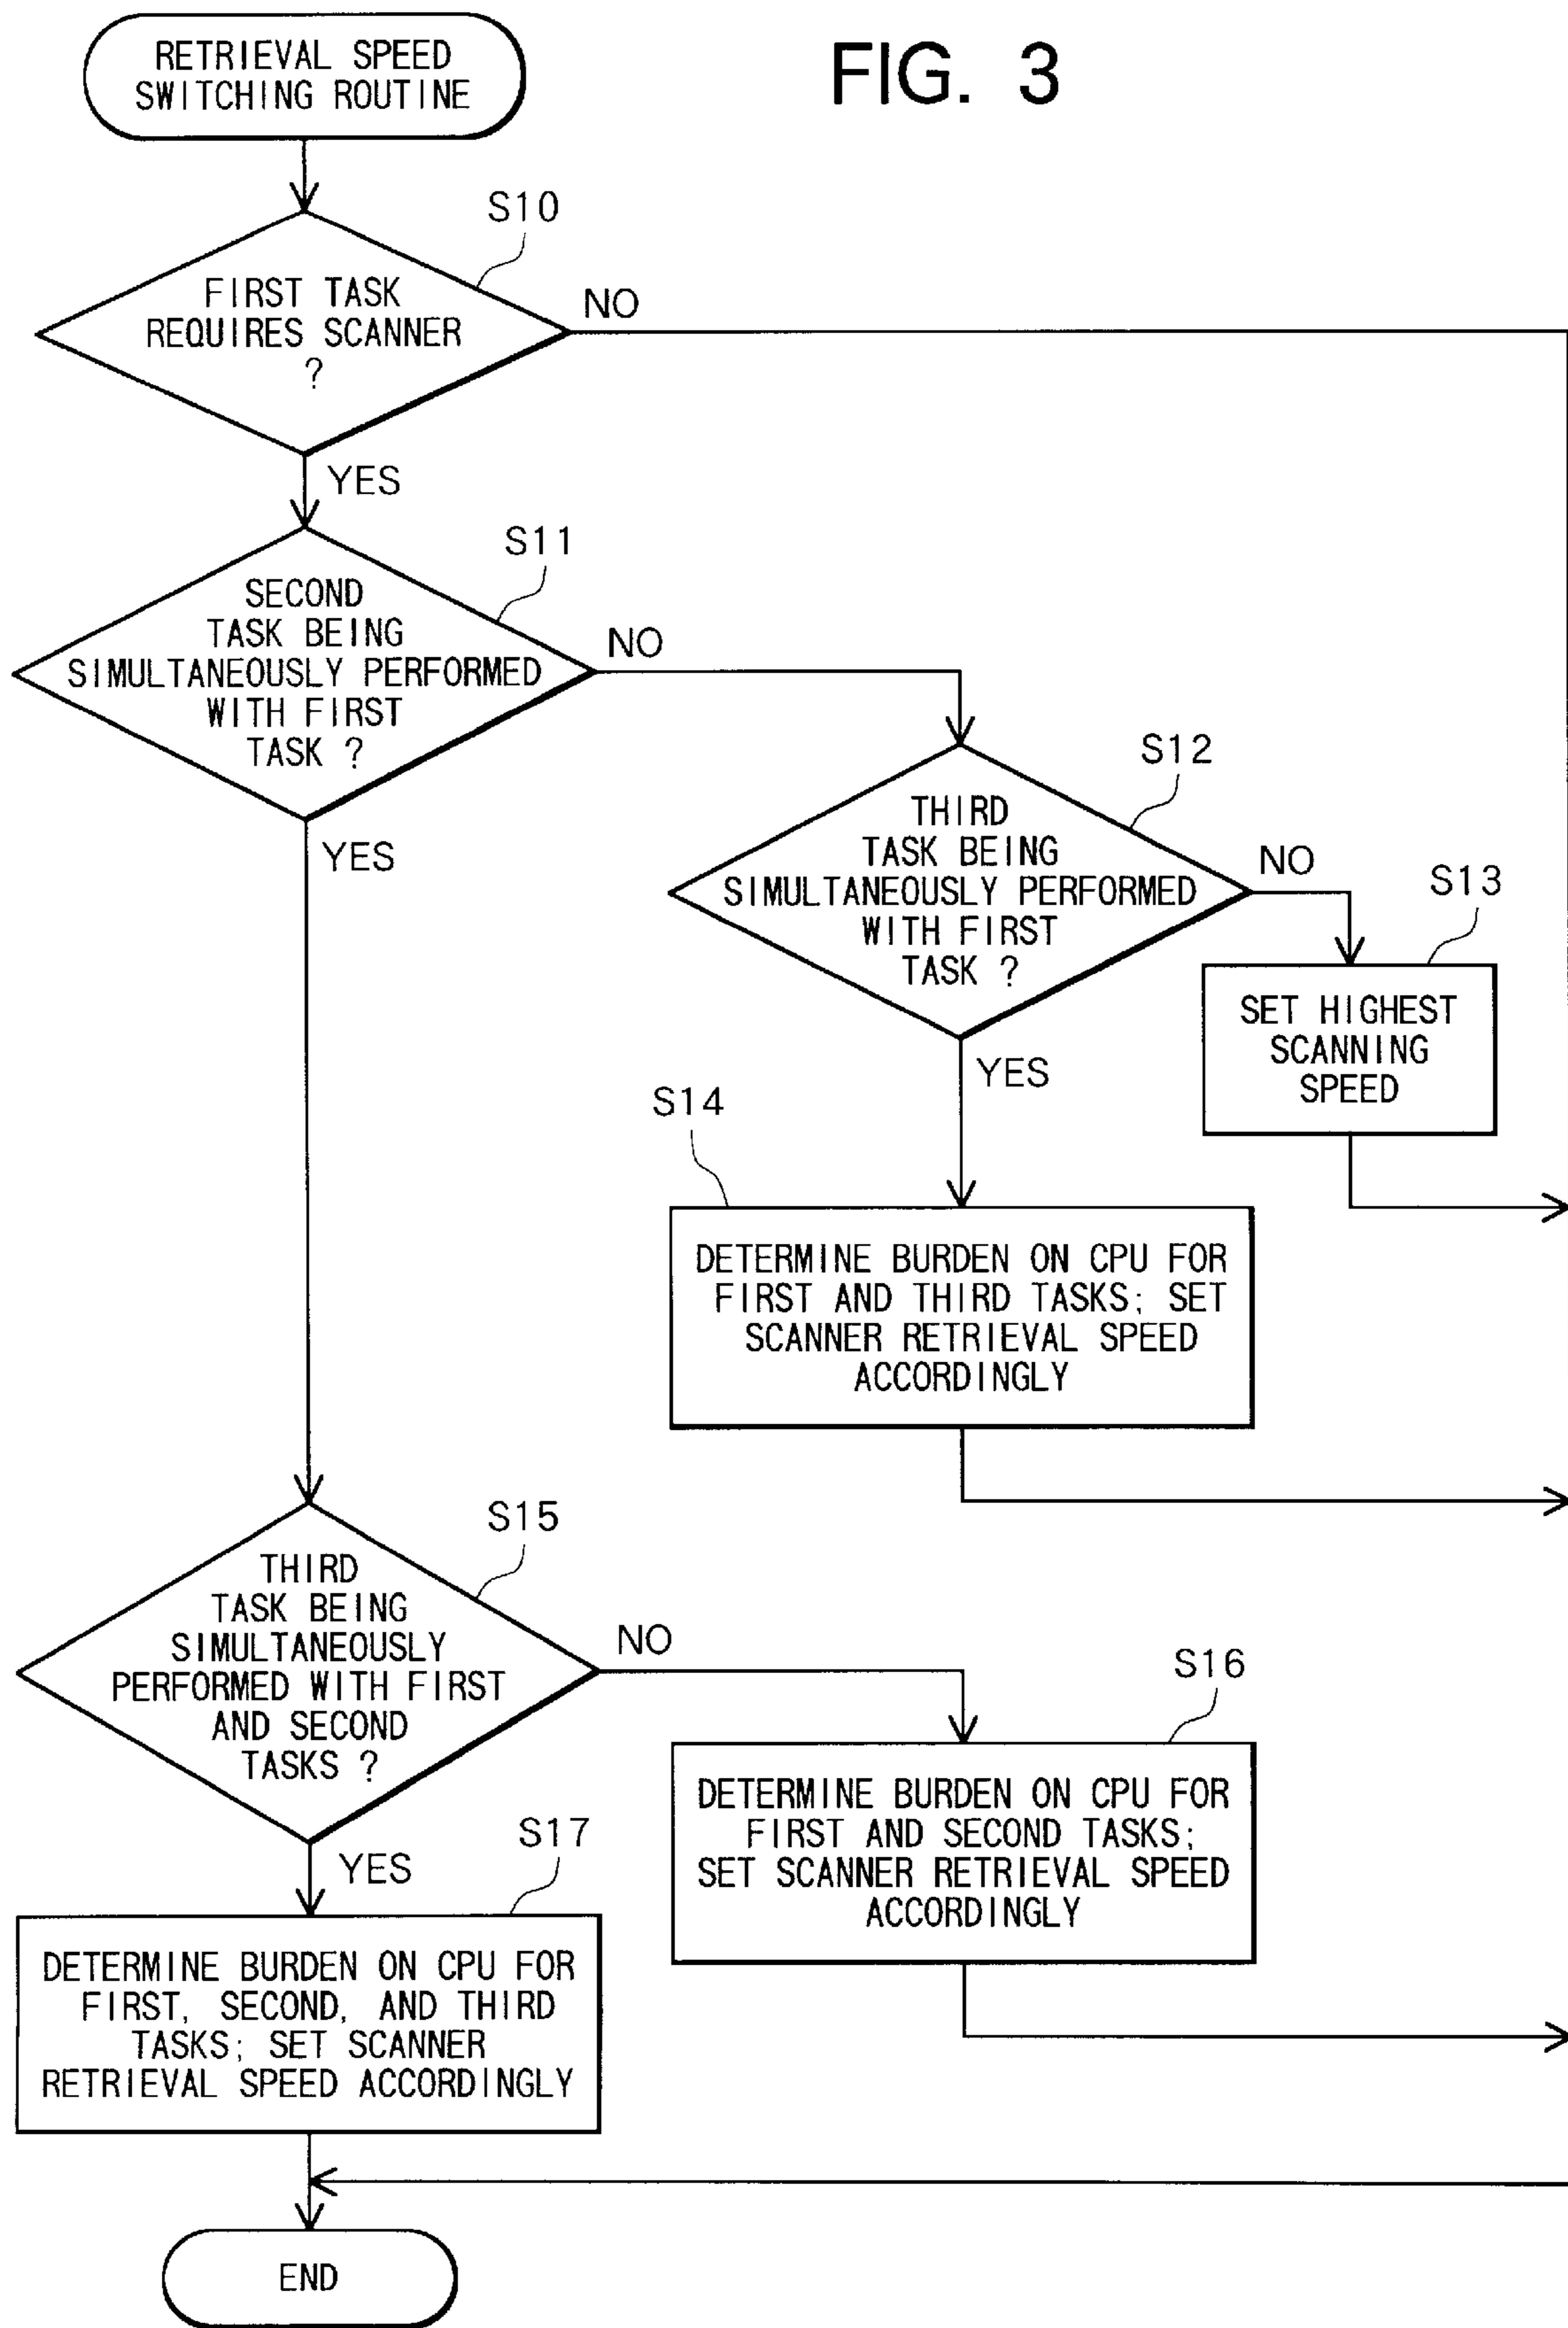 RETRIEVAL SPEED
SWITCHING ROUTINE
FIG. 3
S10
FIRST TASK
REQUIRES SCANNER
?
NO
YES
S11
SECOND
TASK BEING
SIMULTANEOUSLY PERFORMED
WITH FIRST
TASK ?
NO
YES
S12
THIRD
TASK BEING
SIMULTANEOUSLY PERFORMED
WITH FIRST
TASK ?
NO
YES
S13
SET HIGHEST
SCANNING
SPEED
S14
DETERMINE BURDEN ON CPU FOR
FIRST AND THIRD TASKS; SET
SCANNER RETRIEVAL SPEED
ACCORDINGLY
S15
THIRD
TASK BEING
SIMULTANEOUSLY
PERFORMED WITH FIRST
AND SECOND
TASKS ?
NO
YES
S16
DETERMINE BURDEN ON CPU FOR
FIRST AND SECOND TASKS;
SET SCANNER RETRIEVAL SPEED
ACCORDINGLY
S17
DETERMINE BURDEN ON CPU FOR
FIRST, SECOND, AND THIRD
TASKS; SET SCANNER
RETRIEVAL SPEED ACCORDINGLY
END